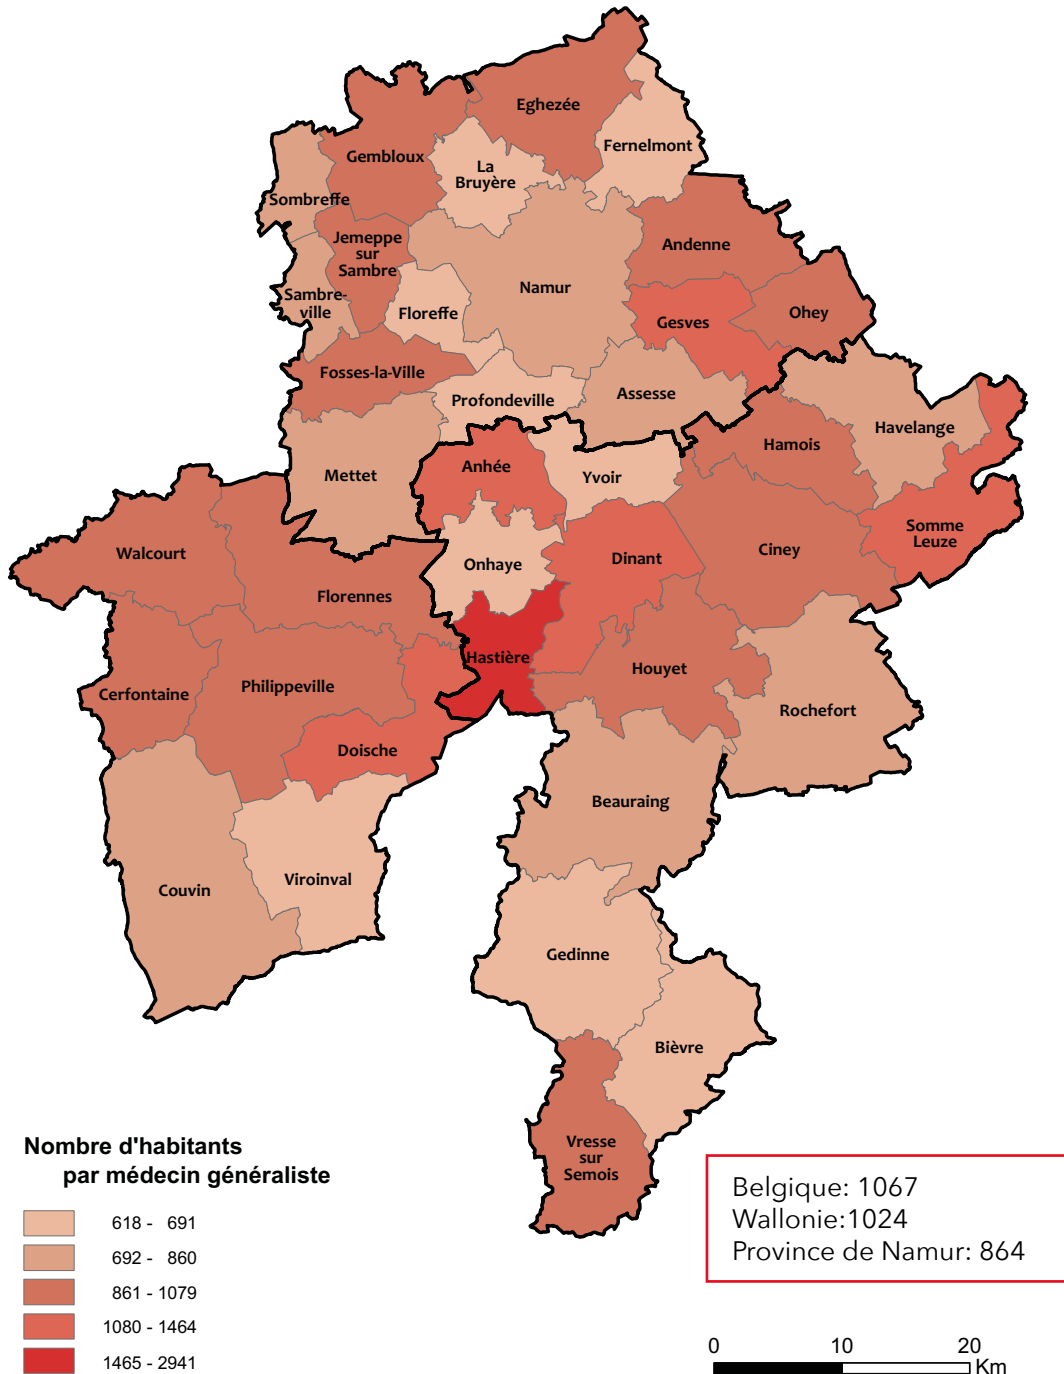 Eghezée
Fernelmont
Gembloux
La
Bruyère
Sombreffe
Jemeppe
sur
Sambre
Andenne
Namur
Sambre-
ville
Floreffe
Gesves
Ohey
Fosses-la-Ville
Profondeville
Assesse
Havelange
Hamois
Mettet
Anhée
Yvoir
Somme
Leuze
Walcourt
Onhaye
Dinant
Ciney
Florennes
Hastière
Houyet
Cerfontaine
Philippeville
Rochefort
Doische
Beauraing
Couvin
Viroinval
Gedinne
Bièvre
Vresse
sur
Semois
Nombre d'habitants
par médecin généraliste
618 - 691
692 - 860
861 - 1079
1080 - 1464
1465 - 2941
Belgique: 1067
Wallonie:1024
Province de Namur: 864
0 10 20
Km